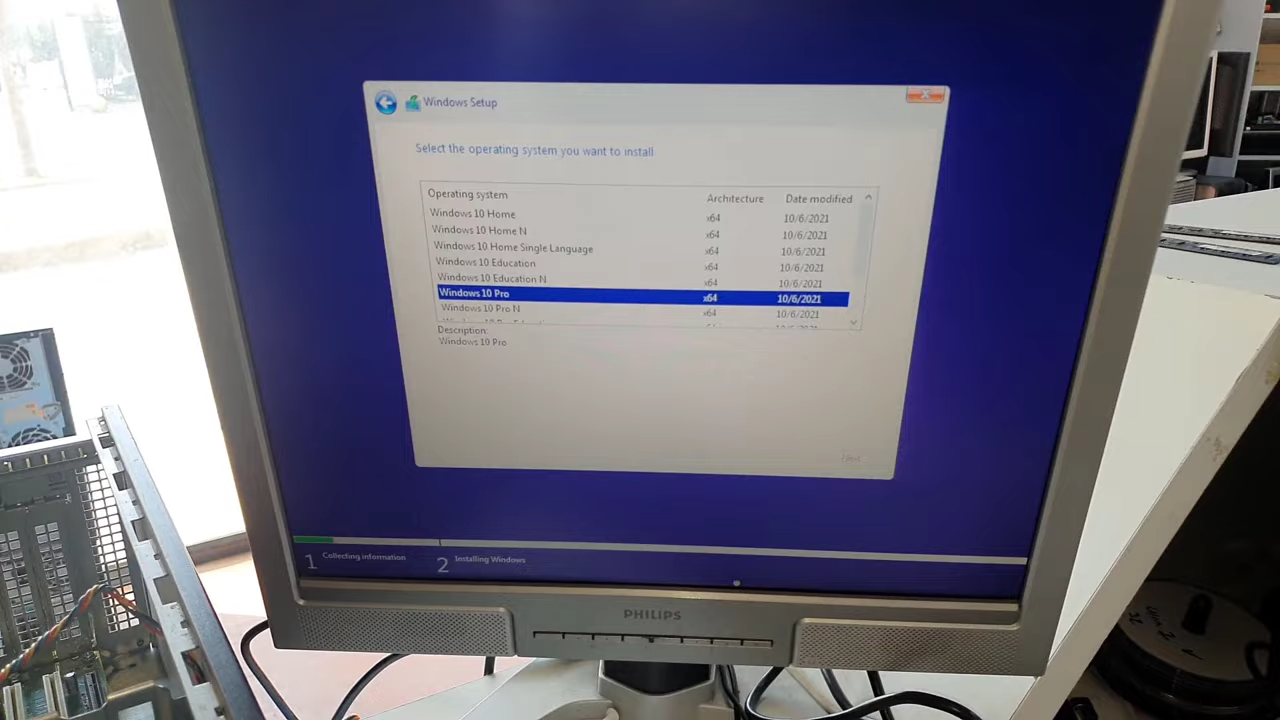 Windows Setup
Select the operating system you want to install
Operating system Architecture Date modified
Windows 10 Home x64 10/6/2021
Windows 10 Home N x64 10/6/2021
Windows 10 Home Single Language x64 10/6/2021
Windows 10 Education x64 10/6/2021
Windows 10 Education N x64 10/6/2021
Windows 10 Pro x64 10/6/2021
Windows 10 Pro N x64 10/6/2021
Description:
Windows 10 Pro
1 Collecting information 2 Installing Windows
PHILIPS